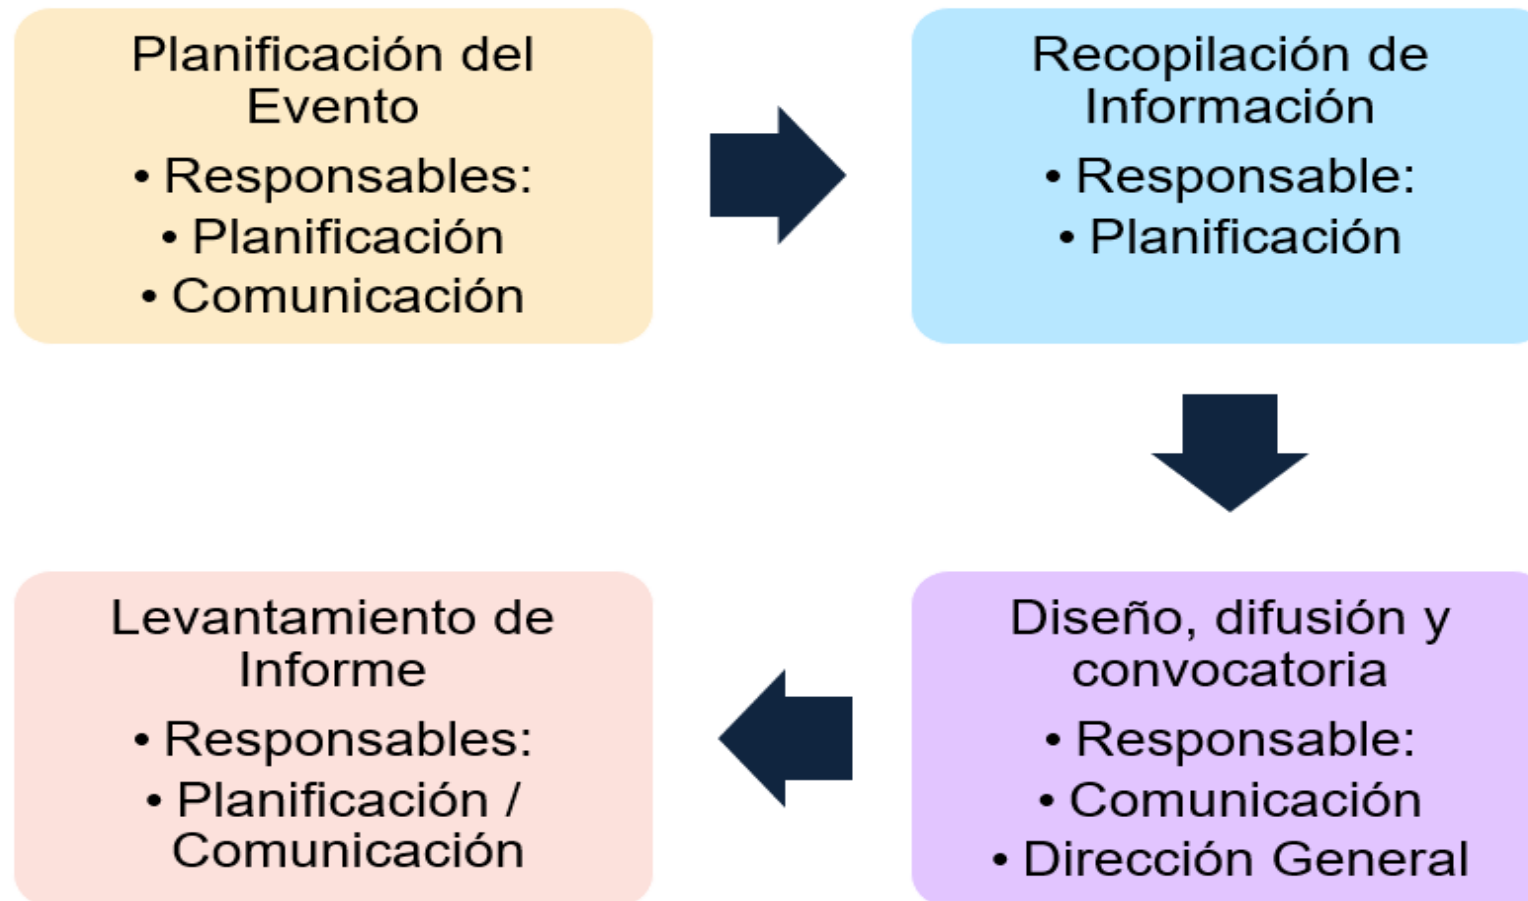 Planificación del
Evento
• Responsables:
• Planificación
• Comunicación
Recopilación de
Información
• Responsable:
• Planificación
Diseño, difusión y
convocatoria
• Responsable:
• Comunicación
• Dirección General
Levantamiento de
Informe
• Responsables:
• Planificación /
Comunicación